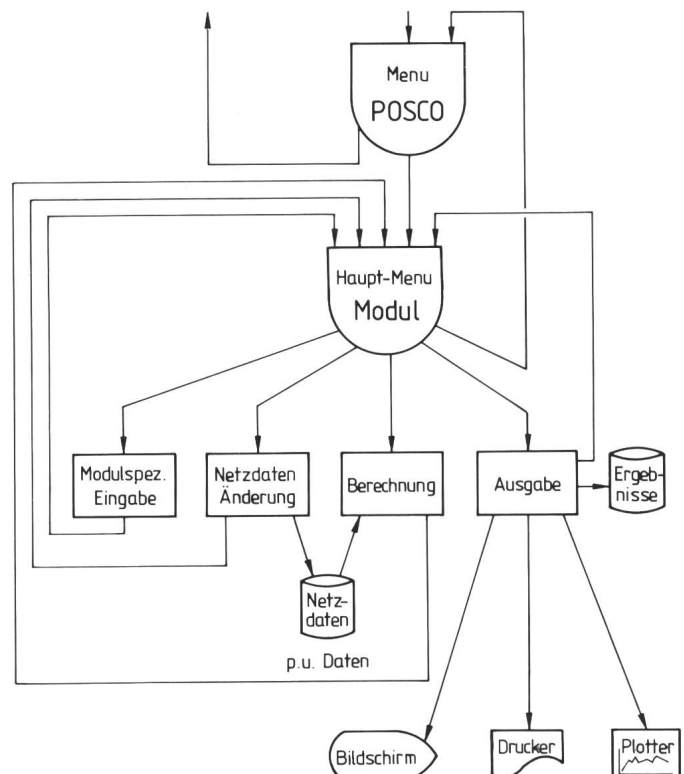 Menu
POSCO
Haupt-Menu
Modul
Modulspez.
Eingabe
Netzdaten
Änderung
Berechnung
Ausgabe
Ergeb-
nisse
Netz-
daten
p.u. Daten
Bildschirm
Drucker
Plotter